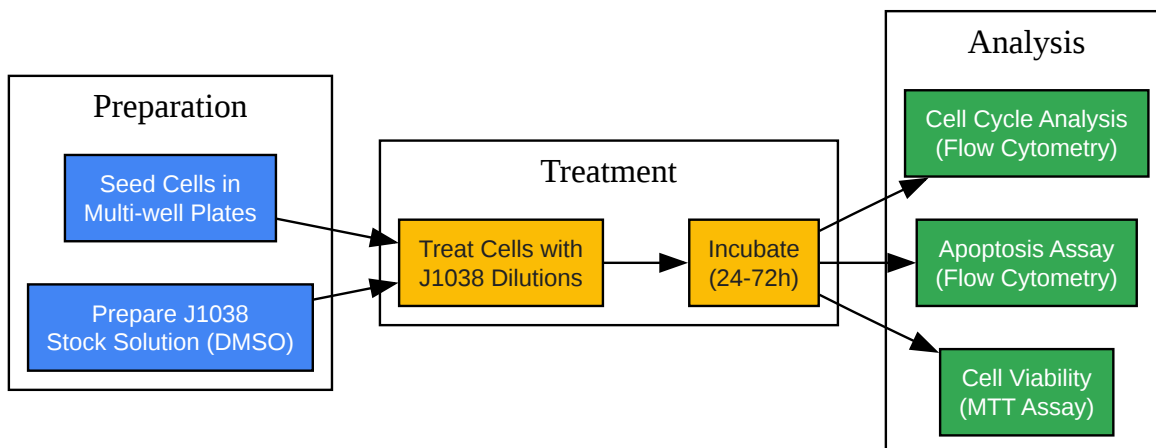 Preparation
Seed Cells in
Multi-well Plates
Prepare J1038
Stock Solution (DMSO)
Treatment
Treat Cells with
J1038 Dilutions
Incubate
(24-72h)
Analysis
Cell Cycle Analysis
(Flow Cytometry)
Apoptosis Assay
(Flow Cytometry)
Cell Viability
(MTT Assay)